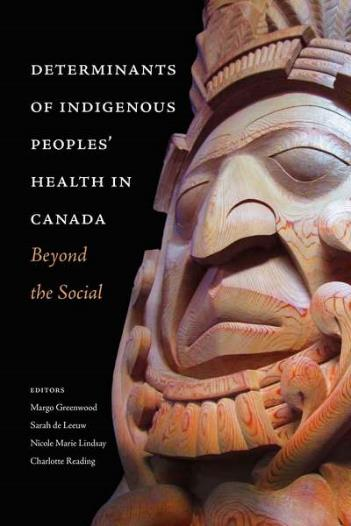 DETERMINANTS
OF INDIGENOUS
PEOPLES'
HEALTH IN
CANADA
Beyond
the Social
EDITORS
Margo Greenwood
Sarah de Leeuw
Nicole Marie Lindsay
Charlotte Reading